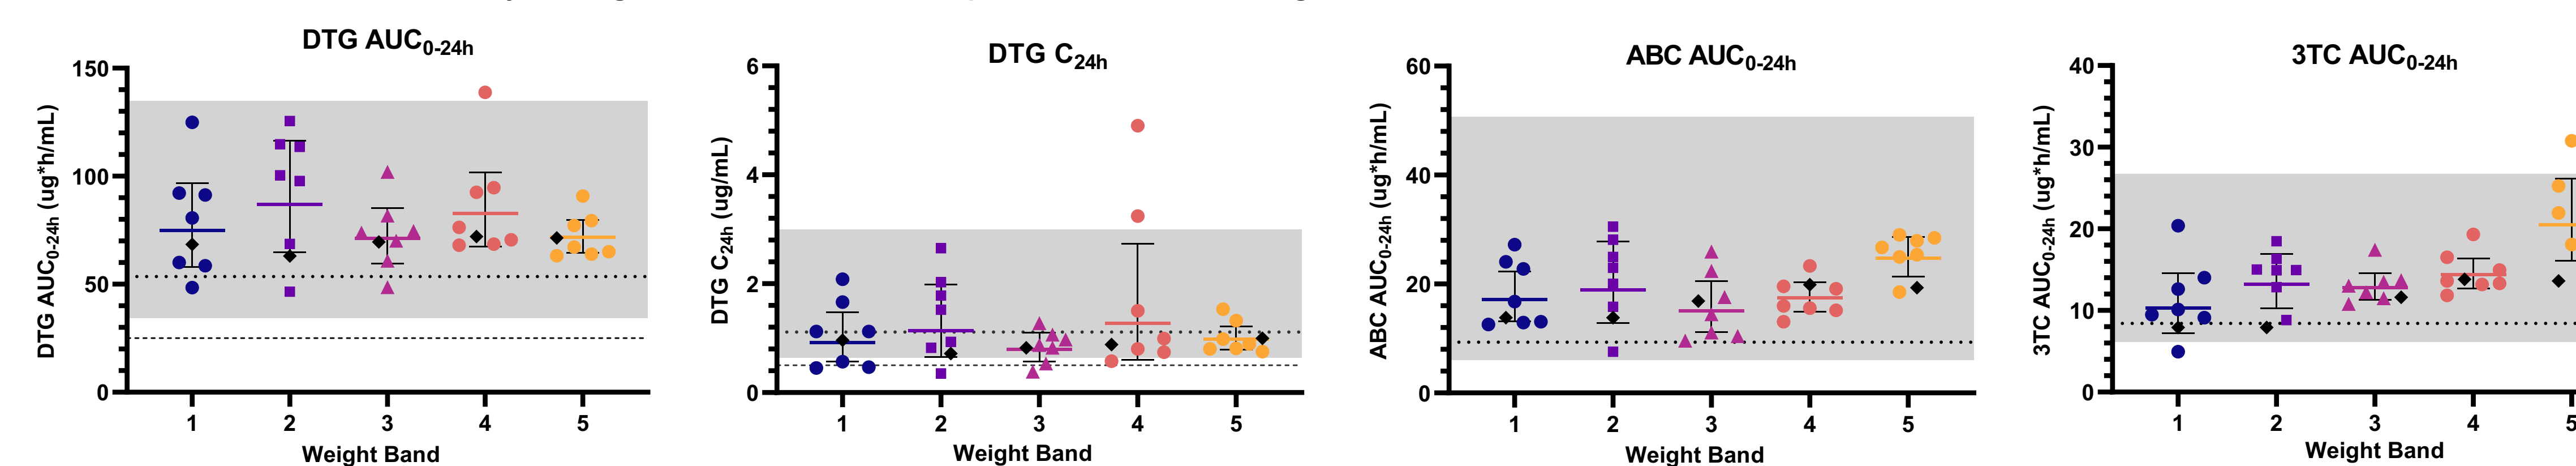 DTG AUC0-24h
DTG AUC0-24h (ug*h/mL)
150
100
50
0
1 2 3 4 5
Weight Band
DTG C24h
DTG C24h (ug/mL)
6
4
2
0
1 2 3 4 5
Weight Band
ABC AUC0-24h
ABC AUC0-24h (ug*h/mL)
60
40
20
0
1 2 3 4 5
Weight Band
3TC AUC0-24h
3TC AUC0-24h (ug*h/mL)
40
30
20
10
0
1 2 3 4 5
Weight Band